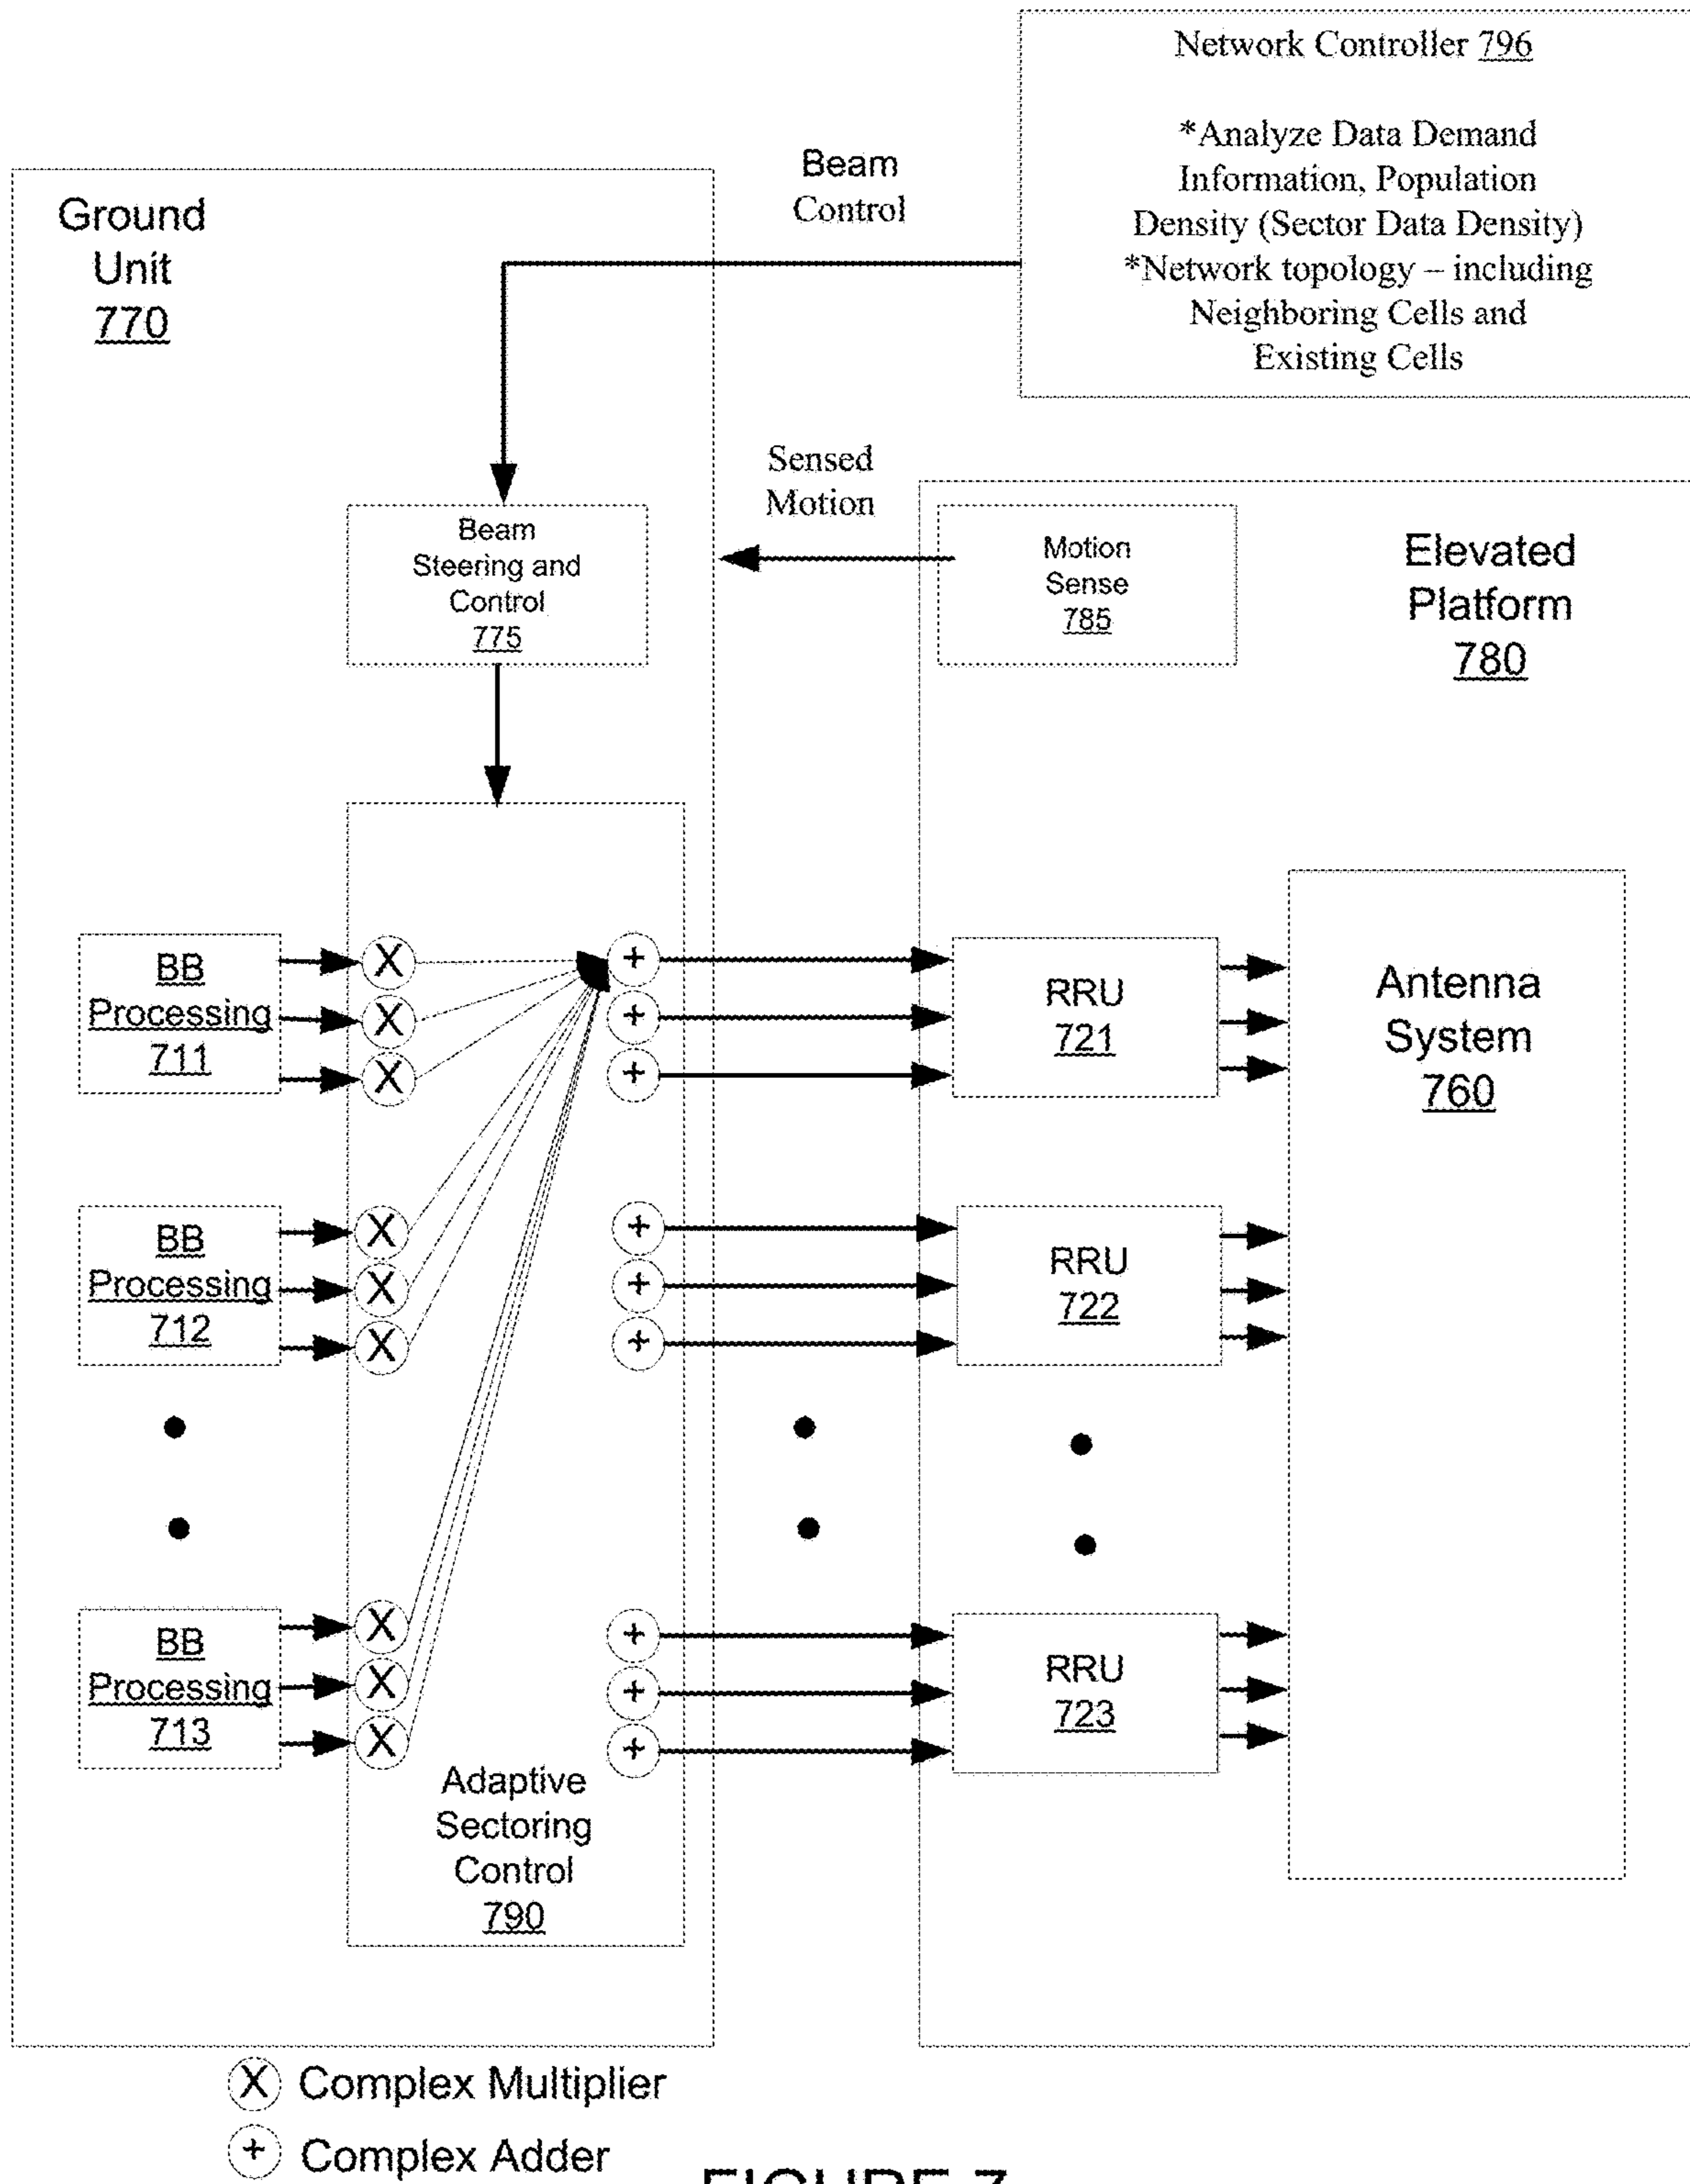 Network Controller 796
*Analyze Data Demand
Information, Population
Density (Sector Data Density)
*Network topology – including
Neighboring Cells and
Existing Cells
Beam
Control
Ground
Unit
770
Sensed
Motion
Beam
Steering and
Control
775
Motion
Sense
785
Elevated
Platform
780
BB
Processing
711
X
X
X
+
+
+
RRU
721
Antenna
System
760
BB
Processing
712
X
X
X
+
+
+
RRU
722
BB
Processing
713
X
X
X
+
+
+
RRU
723
Adaptive
Sectoring
Control
790
X Complex Multiplier
+ Complex Adder
FIGURE 7